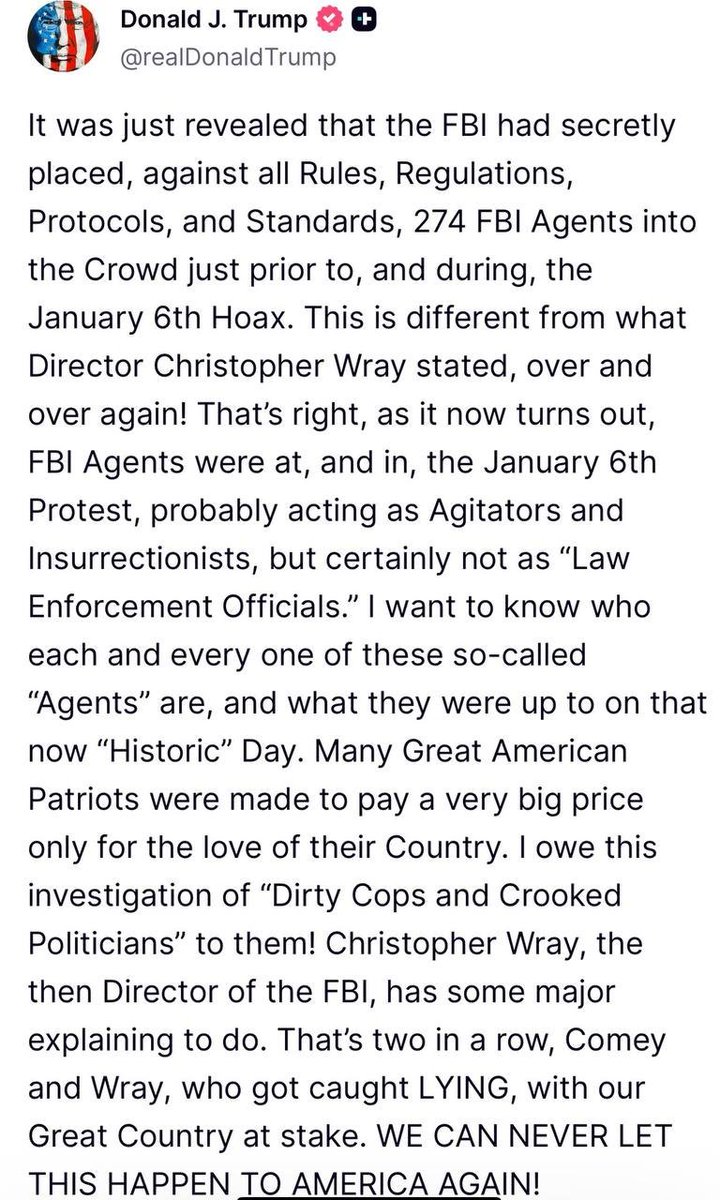 Donald J. Trump
@realDonaldTrump
It was just revealed that the FBI had secretly
placed, against all Rules, Regulations,
Protocols, and Standards, 274 FBI Agents into
the Crowd just prior to, and during, the
January 6th Hoax. This is different from what
Director Christopher Wray stated, over and
over again! That’s right, as it now turns out,
FBI Agents were at, and in, the January 6th
Protest, probably acting as Agitators and
Insurrectionists, but certainly not as “Law
Enforcement Officials.” I want to know who
each and every one of these so-called
“Agents” are, and what they were up to on that
now “Historic” Day. Many Great American
Patriots were made to pay a very big price
only for the love of their Country. I owe this
investigation of “Dirty Cops and Crooked
Politicians” to them! Christopher Wray, the
then Director of the FBI, has some major
explaining to do. That’s two in a row, Comey
and Wray, who got caught LYING, with our
Great Country at stake. WE CAN NEVER LET
THIS HAPPEN TO AMERICA AGAIN!